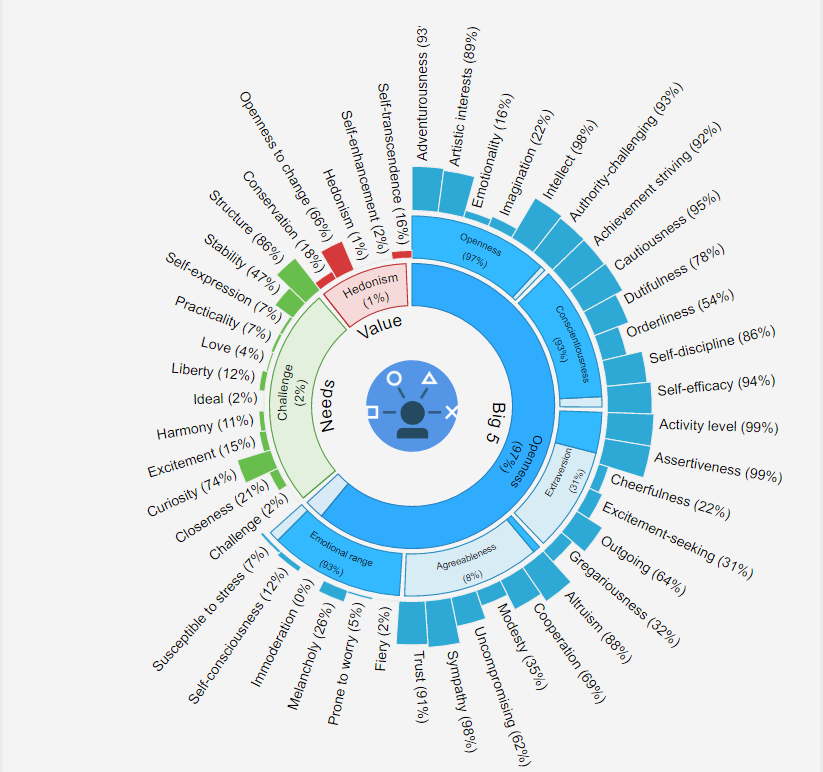 Adventurousness (93'
Artistic interests (89%)
Emotionality (16%)
Imagination (22%)
Intellect (98%)
Authority-challenging (93%)
Achievement striving (92%)
Cautiousness (95%)
Dutifulness (78%)
Orderliness (54%)
Self-discipline (86%)
Self-efficacy (94%)
Activity level (99%)
Assertiveness (99%)
Cheerfulness (22%)
Excitement-seeking (31%)
Outgoing (64%)
Gregariousness (32%)
Altruism (88%)
Cooperation (69%)
Modesty (35%)
Uncompromising (62%)
Sympathy (98%)
Trust (91%)
Fiery (2%)
Prone to worry (5%)
Melancholy (26%)
Immoderation (0%)
Self-consciousness (12%)
Susceptible to stress (7%)
Challenge (2%)
Closeness (21%)
Curiosity (74%)
Excitement (15%)
Harmony (11%)
Ideal (2%)
Liberty (12%)
Love (4%)
Practicality (7%)
Self-expression (7%)
Stability (47%)
Structure (86%)
Conservation (18%)
Openness to change (66%)
Hedonism (1%)
Self-enhancement (2%)
Self-transcendence (16%)
Openness
(97%)
Conscientiousness
(93%)
Extraversion
(31%)
Agreeableness
(8%)
Emotional range
(93%)
Challenge
(2%)
Hedonism
(1%)
Openness
(97%)
Big 5
Needs
Value